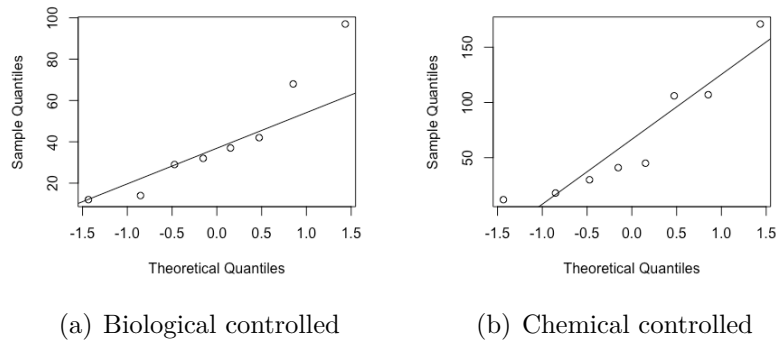 Sample Quantiles
100
80
60
40
20
-1.5 -1.0 -0.5 0.0 0.5 1.0 1.5
Theoretical Quantiles
(a) Biological controlled
Sample Quantiles
150
100
50
-1.5 -1.0 -0.5 0.0 0.5 1.0 1.5
Theoretical Quantiles
(b) Chemical controlled